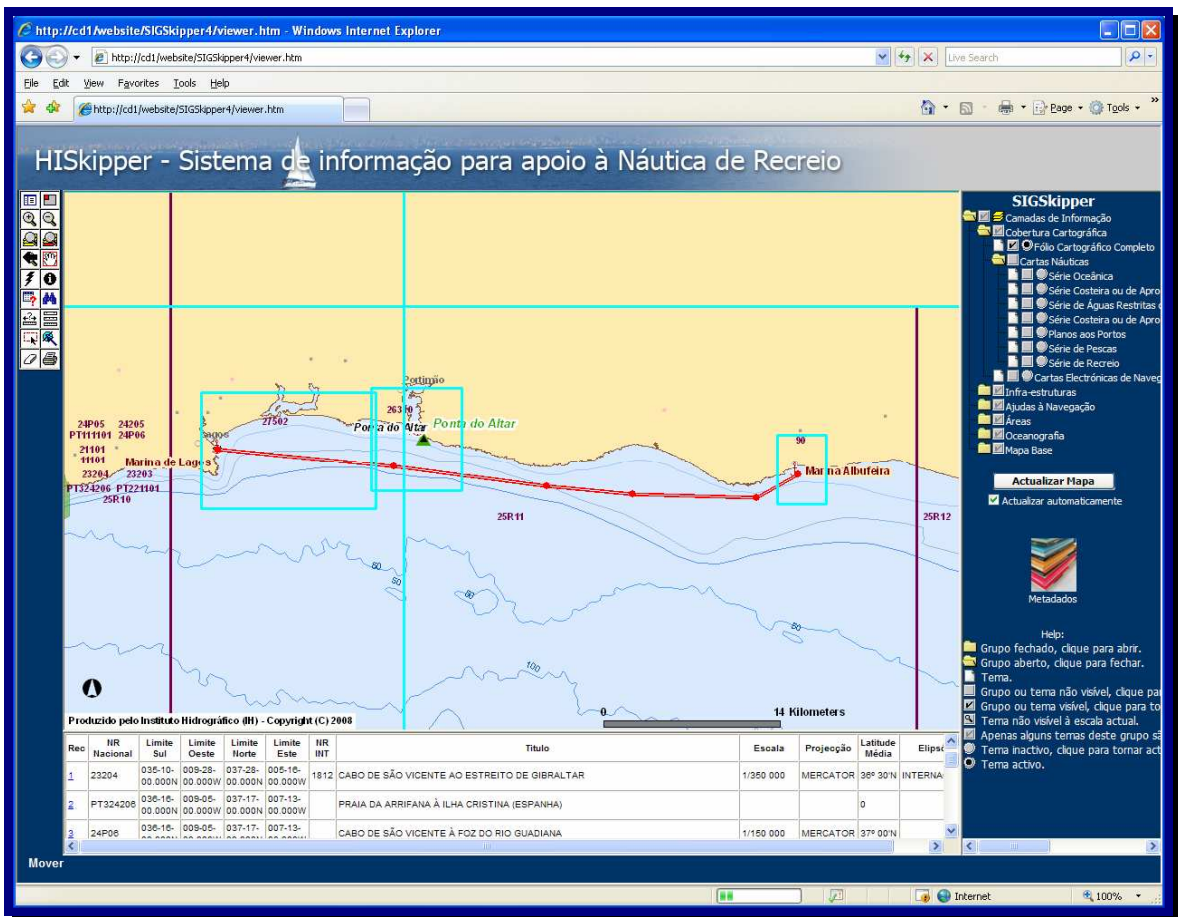 http://cd1/website/SIGSkipper4/viewer.htm - Windows Internet Explorer
http://cd1/website/SIGSkipper4/viewer.htm
Live Search
File Edit View Favorites Tools Help
http://cd1/website/SIGSkipper4/viewer.htm
Page Tools
HISkipper - Sistema de informação para apoio à Náutica de Recreio
SIGSkipper
Camadas de Informação
Cobertura Cartográfica
Fólio Cartográfico Completo
Cartas Náuticas
Série Oceânica
Série Costeira ou de Apro
Série de Águas Restritas
Série Costeira ou de Apro
Planos aos Portos
Série de Pescas
Série de Recreio
Cartas Electrónicas de Naveg
Infra-estruturas
Ajudas à Navegação
Áreas
Oceanografia
Mapa Base
Actualizar Mapa
Actualizar automaticamente
Metadados
Help:
Grupo fechado, clique para abrir.
Grupo aberto, clique para fechar.
Tema.
Grupo ou tema não visível, clique par
Grupo ou tema visível, clique para to
Tema não visível à escala actual.
Apenas alguns temas deste grupo sã
Tema inactivo, clique para tornar act
Tema activo.
Portimão
27502
Ponta do Altar
Ponta do Altar
24P05 24205
PT111101 24P06
21101
11101
23204 23203
PT324206 PT221101
25R10
Lagos
Marina de Lagos
90
Marina Albufeira
25R11
25R12
100
0 14 Kilometers
Produzido pelo Instituto Hidrográfico (IH) - Copyright (C) 2008
Rec NR Nacional Limite Sul Limite Oeste Limite Norte Limite Este NR INT Titulo Escala Projecção Latitude Média Elips
1 23204 035-10-00.000N 009-28-00.000W 037-28-00.000N 005-16-00.000W 1812 CABO DE SÃO VICENTE AO ESTREITO DE GIBRALTAR 1/350 000 MERCATOR 36º 30'N INTERNA
2 PT324206 036-16-00.000N 009-05-00.000W 037-17-00.000N 007-13-00.000W PRAIA DA ARRIFANA À ILHA CRISTINA (ESPANHA) 0
3 24P06 036-16- 009-05- 037-17- 007-13- CABO DE SÃO VICENTE À FOZ DO RIO GUADIANA 1/150 000 MERCATOR 37º 00'N
Mover
Internet
100%